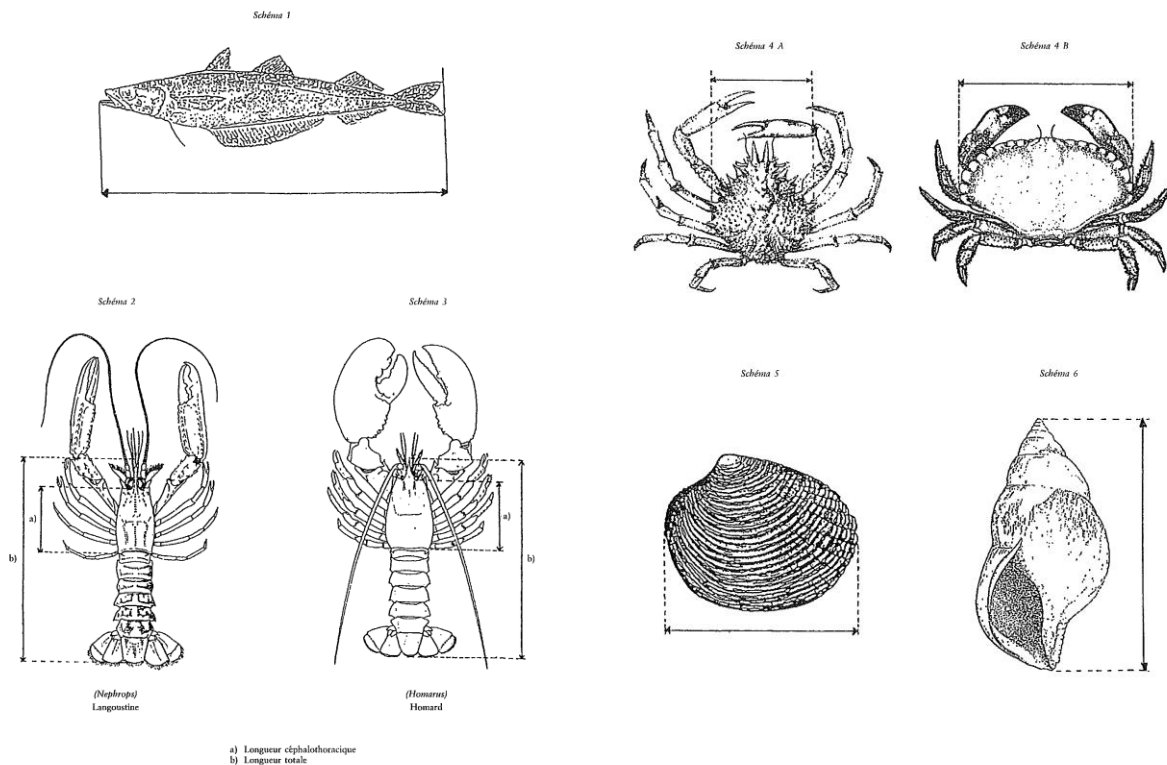 Schéma 1
Schéma 2
Schéma 3
a)
b)
a)
b)
(Nephrops)
Langoustine
(Homarus)
Homard
a) Longueur céphalothoracique
b) Longueur totale
Schéma 4 A
Schéma 4 B
Schéma 5
Schéma 6